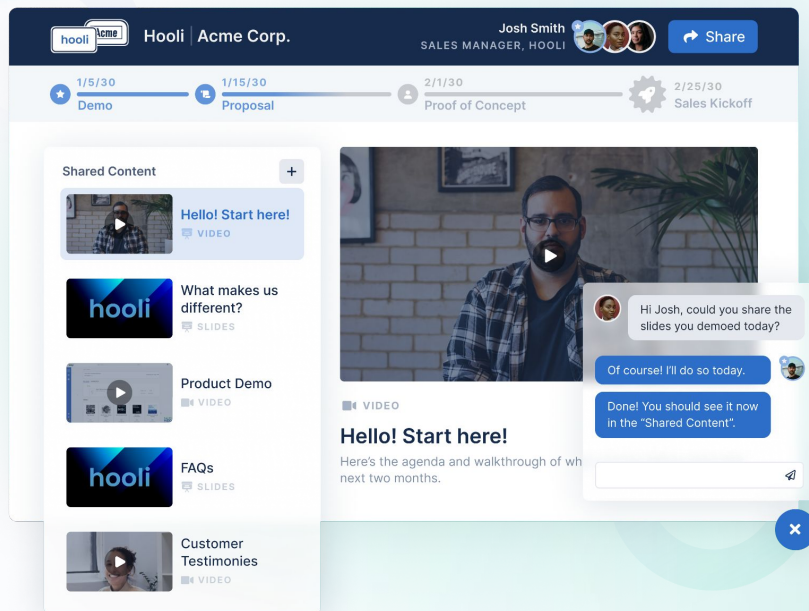 hooli
Acme
Hooli | Acme Corp.
Josh Smith
SALES MANAGER, HOOLI
Share
1/5/30
Demo
1/15/30
Proposal
2/1/30
Proof of Concept
2/25/30
Sales Kickoff
Shared Content
+
Hello! Start here!
VIDEO
hooli
What makes us
different?
SLIDES
Product Demo
VIDEO
hooli
FAQs
SLIDES
Customer
Testimonies
VIDEO
VIDEO
Hello! Start here!
Here's the agenda and walkthrough of
next two months.
Hi Josh, could you share the
slides you demoed today?
Of course! I'll do so today.
Done! You should see it now
in the “Shared Content”.